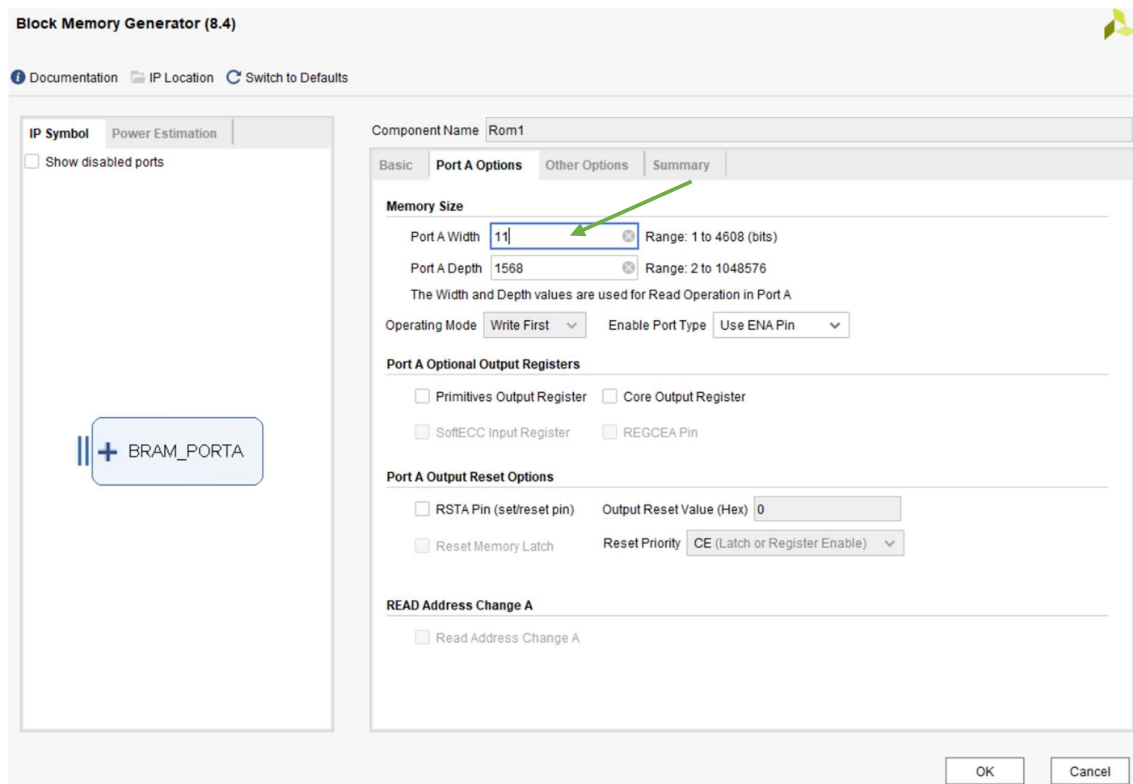 Block Memory Generator (8.4)
Documentation IP Location Switch to Defaults
IP Symbol Power Estimation
Show disabled ports
BRAM_PORTA
Component Name Rom1
Basic Port A Options Other Options Summary
Memory Size
Port A Width 11 Range: 1 to 4608 (bits)
Port A Depth 1568 Range: 2 to 1048576
The Width and Depth values are used for Read Operation in Port A
Operating Mode Write First Enable Port Type Use ENA Pin
Port A Optional Output Registers
Primitives Output Register Core Output Register
SoftECC Input Register REGCEA Pin
Port A Output Reset Options
RSTA Pin (set/reset pin) Output Reset Value (Hex) 0
Reset Memory Latch Reset Priority CE (Latch or Register Enable)
READ Address Change A
Read Address Change A
OK Cancel